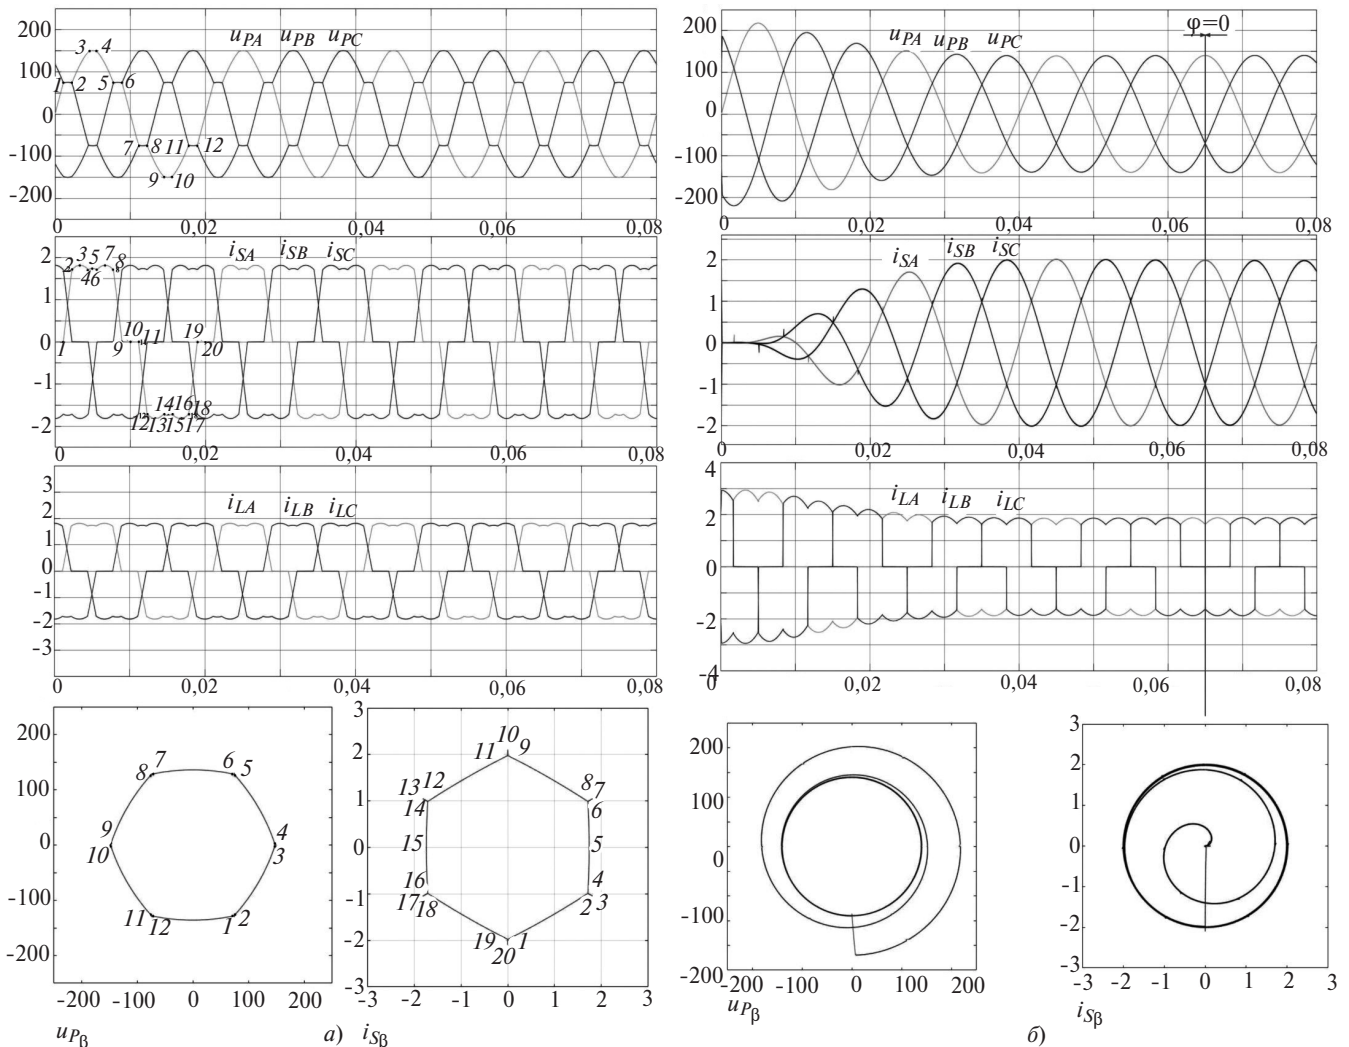 200
100
0
-100
-200
u_PA u_PB u_PC
3 4
1 2 5 6
7 8 11 12
9 10
0 0,02 0,04 0,06 0,08
2
1
0
-1
-2
i_SA i_SB i_SC
2 3 5 7 8
4 6
1 9 10 11 19 20
12 13 14 15 16 17 18
0 0,02 0,04 0,06 0,08
3
2
1
0
-1
-2
-3
i_LA i_LB i_LC
0 0,02 0,04 0,06 0,08
200
100
0
-100
-200
8 7 6 5
9 4
10 3
11 12 1 2
-200 -100 0 100 200
u_Pβ
3
2
1
0
-1
-2
-3
10
11 9
13 12 8 7
14 6
15 5
16 4
17 18 2 3
19 20 1
-3 -2 -1 0 1 2 3
а) i_Sβ
200
100
0
-100
-200
u_PA u_PB u_PC
φ=0
0 0,02 0,04 0,06 0,08
2
1
0
-1
-2
i_SA i_SB i_SC
0 0,02 0,04 0,06 0,08
4
2
0
-2
-4
i_LA i_LB i_LC
0 0,02 0,04 0,06 0,08
200
100
0
-100
-200
-200 -100 0 100 200
u_Pβ
3
2
1
0
-1
-2
-3
-3 -2 -1 0 1 2 3
i_Sβ
б)